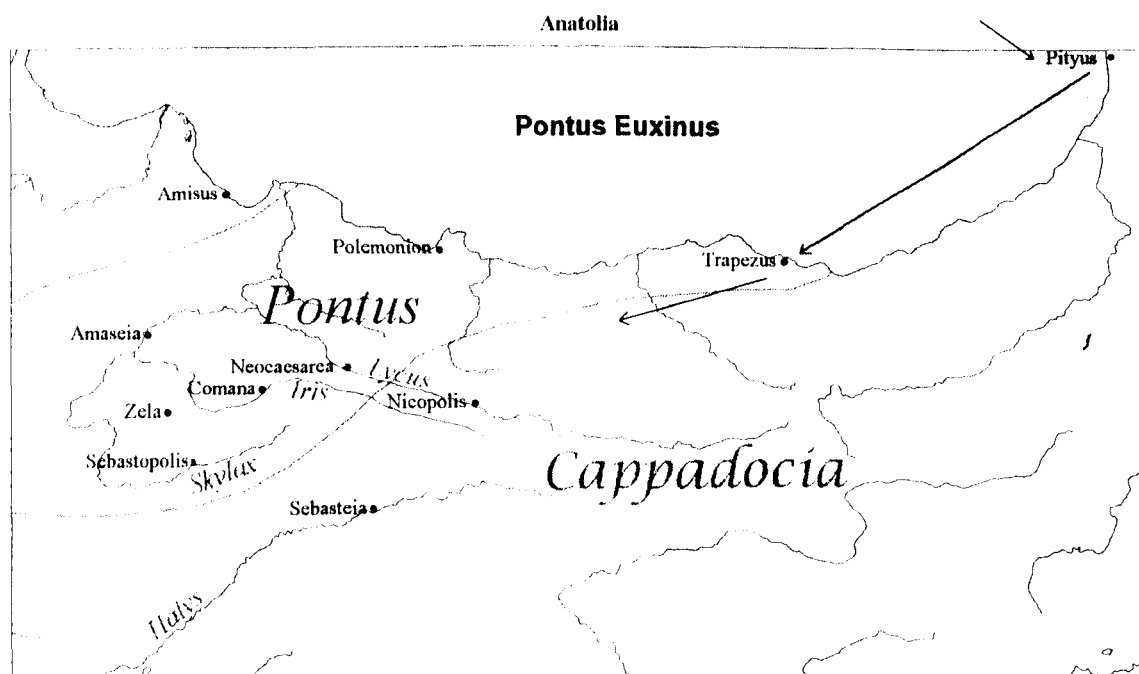 Anatolia
Pityus
Pontus Euxinus
Amisus
Polemonion
Trapezus
Pontus
Amaseia
Neocaesarea
Lycus
Comana
Iris
Nicopolis
Zela
Sebastopolis
Skylax
Cappadocia
Sebasteia
Halys